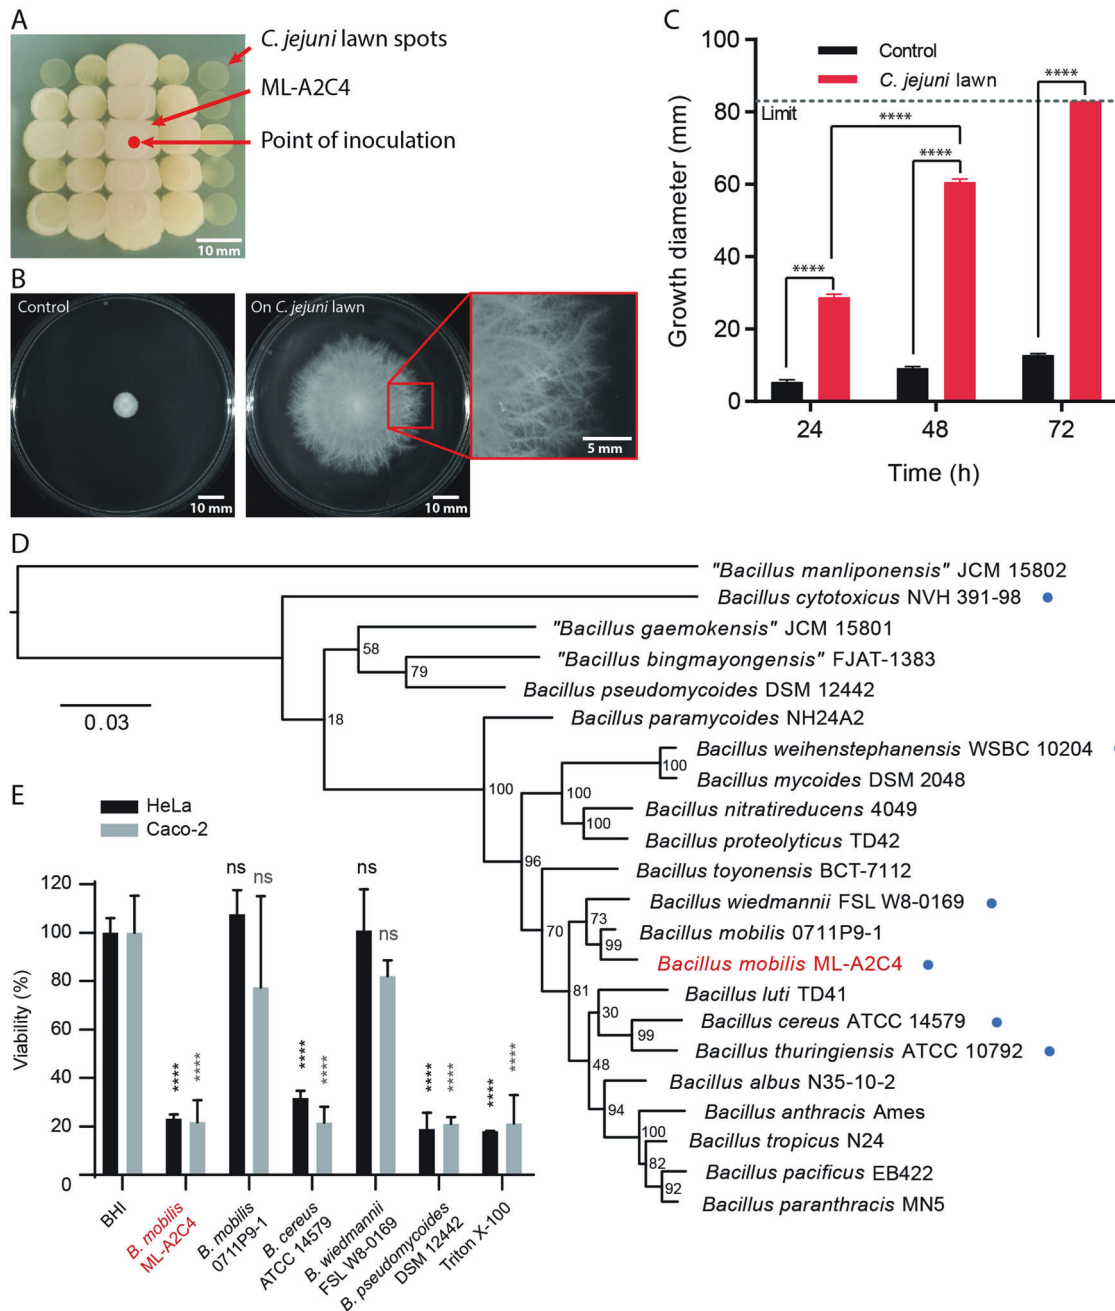 A
C. jejuni lawn spots
ML-A2C4
Point of inoculation
10 mm
B
Control
10 mm
On C. jejuni lawn
10 mm
5 mm
C
Control
C. jejuni lawn
Growth diameter (mm)
100
80
60
40
20
0
Limit
****
****
****
****
24
48
72
Time (h)
D
"Bacillus manliponensis" JCM 15802
Bacillus cytotoxicus NVH 391-98
"Bacillus gaemokensis" JCM 15801
"Bacillus bingmayongensis" FJAT-1383
Bacillus pseudomycoides DSM 12442
Bacillus paramycoides NH24A2
Bacillus weihenstephanensis WSBC 10204
Bacillus mycoides DSM 2048
Bacillus nitratireducens 4049
Bacillus proteolyticus TD42
Bacillus toyonensis BCT-7112
Bacillus wiedmannii FSL W8-0169
Bacillus mobilis 0711P9-1
Bacillus mobilis ML-A2C4
Bacillus luti TD41
Bacillus cereus ATCC 14579
Bacillus thuringiensis ATCC 10792
Bacillus albus N35-10-2
Bacillus anthracis Ames
Bacillus tropicus N24
Bacillus pacificus EB422
Bacillus paranthracis MN5
58
79
18
100
100
100
100
96
70
73
99
81
30
99
48
94
100
82
92
0.03
E
HeLa
Caco-2
Viability (%)
120
100
80
60
40
20
0
****
****
ns
ns
****
****
ns
ns
****
****
****
****
BHI
B. mobilis
ML-A2C4
B. mobilis
0711P9-1
B. cereus
ATCC 14579
B. wiedmannii
FSL W8-0169
B. pseudomycoides
DSM 12442
Triton X-100